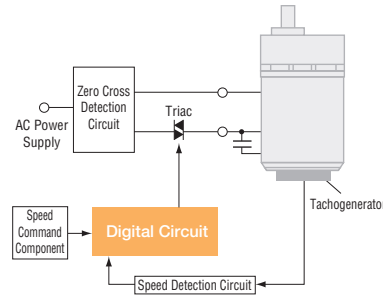 Zero Cross
Detection
Circuit
Triac
AC Power
Supply
Tachogenerator
Speed
Command
Component
Digital Circuit
Speed Detection Circuit